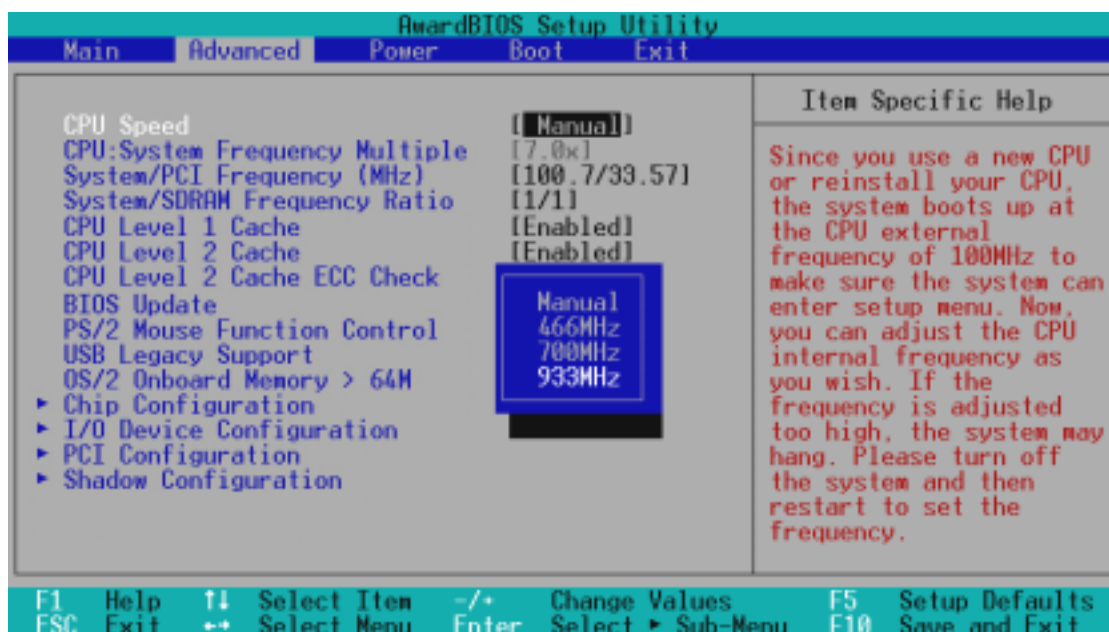 AwardBIOS Setup Utility
Main Advanced Power Boot Exit
CPU Speed [ Manual]
CPU:System Frequency Multiple [7.0x]
System/PCI Frequency (MHz) [100.7/33.57]
System/SDRAM Frequency Ratio [1/1]
CPU Level 1 Cache [Enabled]
CPU Level 2 Cache [Enabled]
CPU Level 2 Cache ECC Check
BIOS Update
PS/2 Mouse Function Control
USB Legacy Support
OS/2 Onboard Memory > 64M
► Chip Configuration
► I/O Device Configuration
► PCI Configuration
► Shadow Configuration
Manual
466MHz
700MHz
933MHz
Item Specific Help
Since you use a new CPU
or reinstall your CPU,
the system boots up at
the CPU external
frequency of 100MHz to
make sure the system can
enter setup menu. Now,
you can adjust the CPU
internal frequency as
you wish. If the
frequency is adjusted
too high, the system may
hang. Please turn off
the system and then
restart to set the
frequency.
F1 Help ↑↓ Select Item -/+ Change Values F5 Setup Defaults
ESC Exit ←→ Select Menu Enter Select ► Sub-Menu F10 Save and Exit